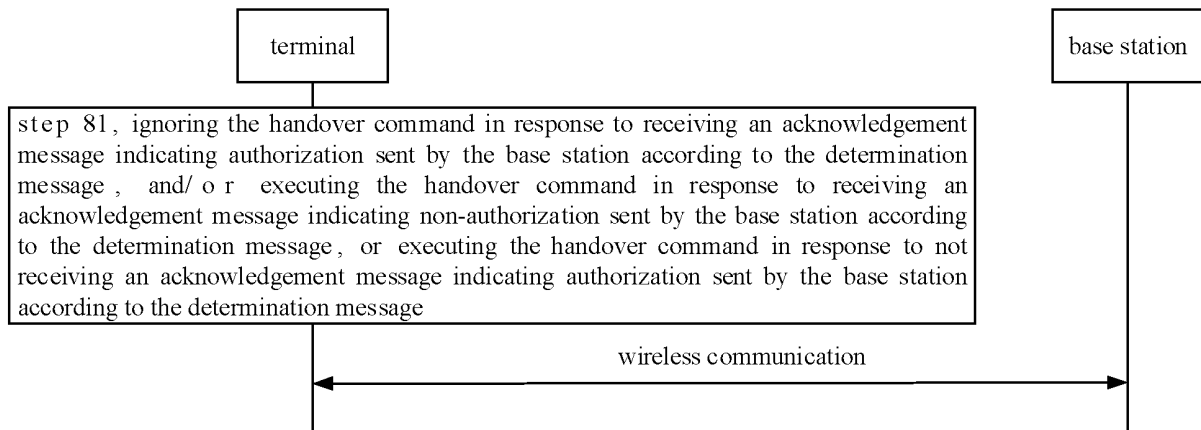 terminal
base station
step 81, ignoring the handover command in response to receiving an acknowledgement
message indicating authorization sent by the base station according to the determination
message , and/ o r executing the handover command in response to receiving an
acknowledgement message indicating non-authorization sent by the base station according
to the determination message, or executing the handover command in response to not
receiving an acknowledgement message indicating authorization sent by the base station
according to the determination message
wireless communication